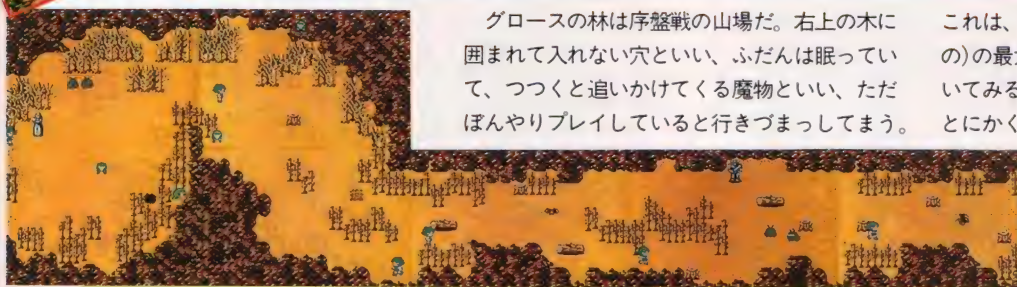 グロースの林は序盤戦の山場だ。右上の木に
囲まれて入れない穴といい、ふだんは眠ってい
て、つつくと追いかけてくる魔物といい、ただ
ぼんやりプレイしていると行きづまっしてまう。
これは、
の)の最
いてみる
とにかく